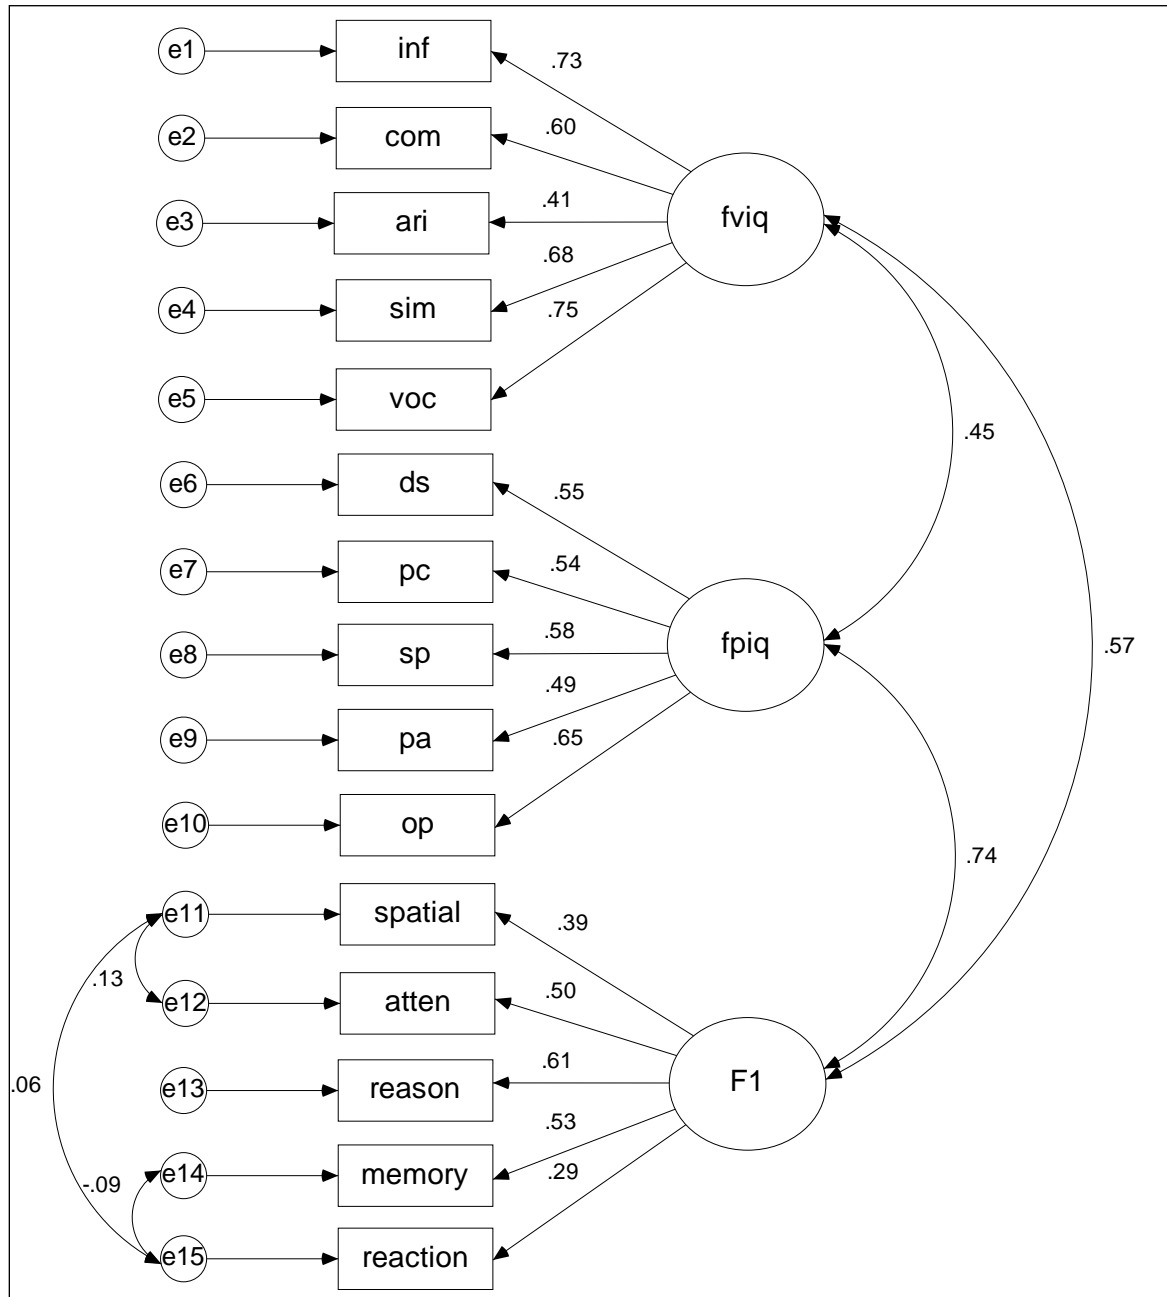 e1 inf .73
e2 com .60
e3 ari .41 fviq
e4 sim .68
e5 voc .75
.45
e6 ds .55
e7 pc .54
e8 sp .58 fpiq .57
e9 pa .49
e10 op .65
.74
e11 spatial .39
.13
e12 atten .50
.06 e13 reason .61 F1
e14 memory .53
-.09
e15 reaction .29